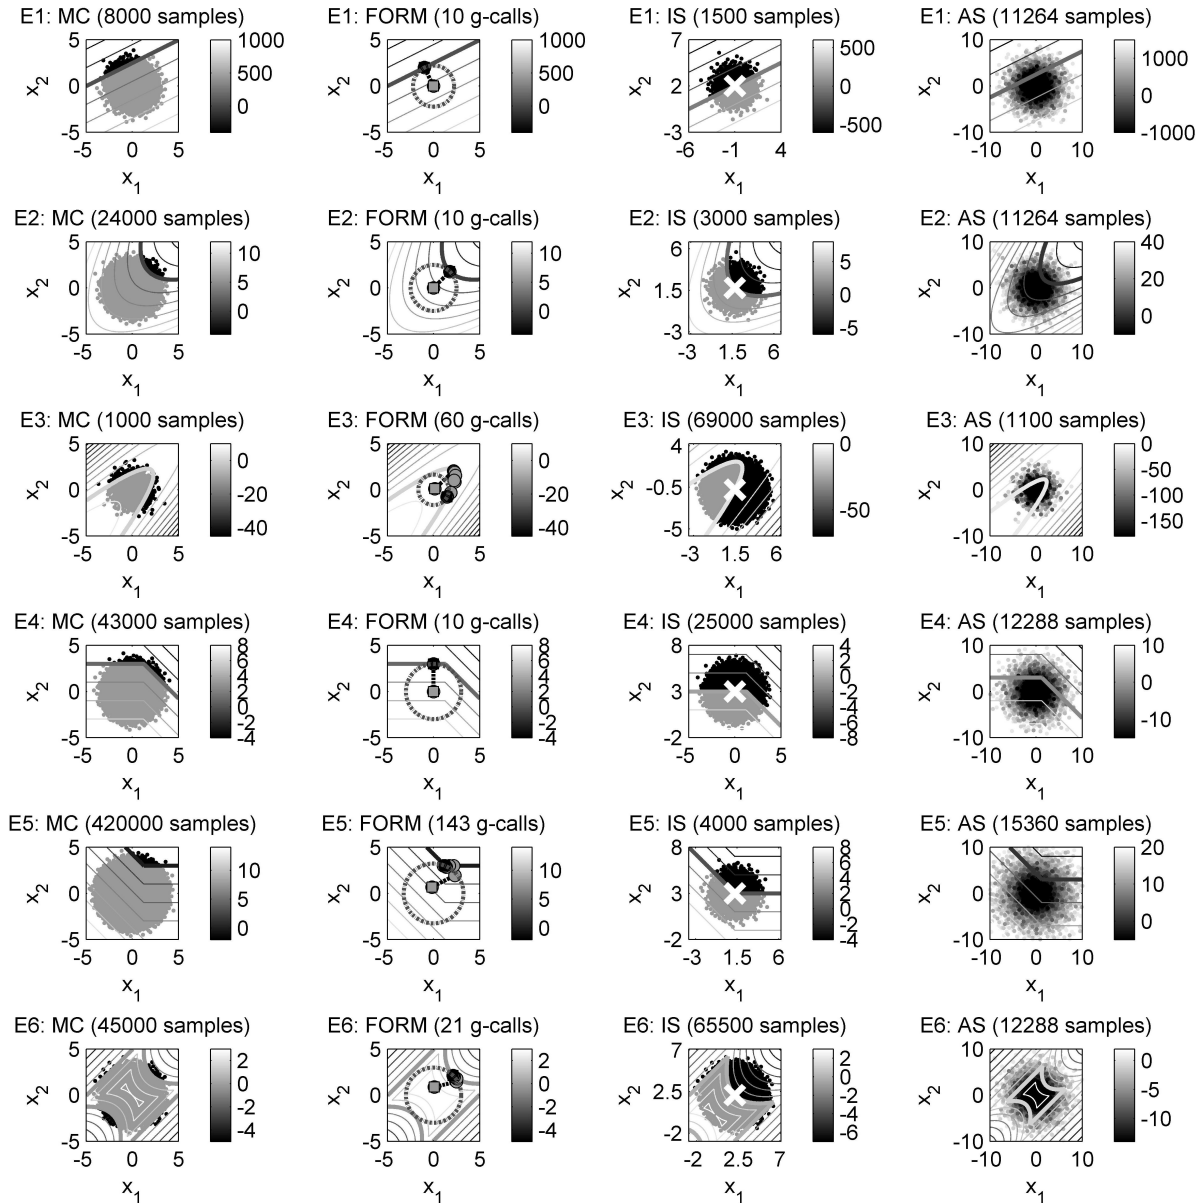 E1: MC (8000 samples)
E1: FORM (10 g-calls)
E1: IS (1500 samples)
E1: AS (11264 samples)
5
0
-5
x2
-5 0 5
x1
1000
500
0
5
0
-5
x2
-5 0 5
x1
1000
500
0
7
2
-3
x2
-6 -1 4
x1
500
0
-500
10
0
-10
x2
-10 0 10
x1
1000
0
-1000
E2: MC (24000 samples)
E2: FORM (10 g-calls)
E2: IS (3000 samples)
E2: AS (11264 samples)
5
0
-5
x2
-5 0 5
x1
10
5
0
5
0
-5
x2
-5 0 5
x1
10
5
0
6
1.5
-3
x2
-3 1.5 6
x1
5
0
-5
10
0
-10
x2
-10 0 10
x1
40
20
0
E3: MC (1000 samples)
E3: FORM (60 g-calls)
E3: IS (69000 samples)
E3: AS (1100 samples)
5
0
-5
x2
-5 0 5
x1
0
-20
-40
5
0
-5
x2
-5 0 5
x1
0
-20
-40
4
-0.5
-5
x2
-3 1.5 6
x1
0
-50
10
0
-10
x2
-10 0 10
x1
0
-50
-100
-150
E4: MC (43000 samples)
E4: FORM (10 g-calls)
E4: IS (25000 samples)
E4: AS (12288 samples)
5
0
-5
x2
-5 0 5
x1
8
6
4
2
0
-2
-4
5
0
-5
x2
-5 0 5
x1
8
6
4
2
0
-2
-4
8
3
-2
x2
-5 0 5
x1
4
2
0
-2
-4
-6
-8
10
0
-10
x2
-10 0 10
x1
10
0
-10
E5: MC (420000 samples)
E5: FORM (143 g-calls)
E5: IS (4000 samples)
E5: AS (15360 samples)
5
0
-5
x2
-5 0 5
x1
10
5
0
5
0
-5
x2
-5 0 5
x1
10
5
0
8
3
-2
x2
-3 1.5 6
x1
8
6
4
2
0
-2
-4
10
0
-10
x2
-10 0 10
x1
20
10
0
E6: MC (45000 samples)
E6: FORM (21 g-calls)
E6: IS (65500 samples)
E6: AS (12288 samples)
5
0
-5
x2
-5 0 5
x1
2
0
-2
-4
5
0
-5
x2
-5 0 5
x1
2
0
-2
-4
7
2.5
-2
x2
-2 2.5 7
x1
2
0
-2
-4
-6
10
0
-10
x2
-10 0 10
x1
0
-5
-10